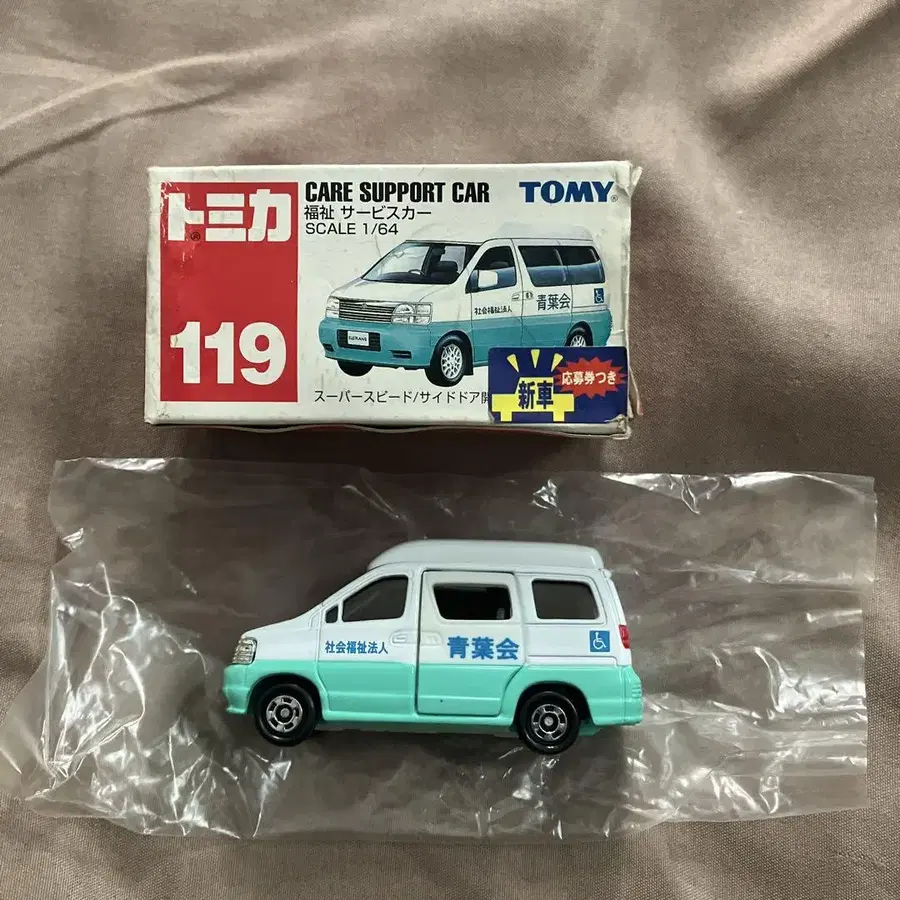 トミカ®
119
CARE SUPPORT CAR
福祉 サービスカー
SCALE 1/64
TOMY®
社会福祉法人
青葉会
スーパースピード/サイドドア開
新車
応募券つき
社会福祉法人
青葉会